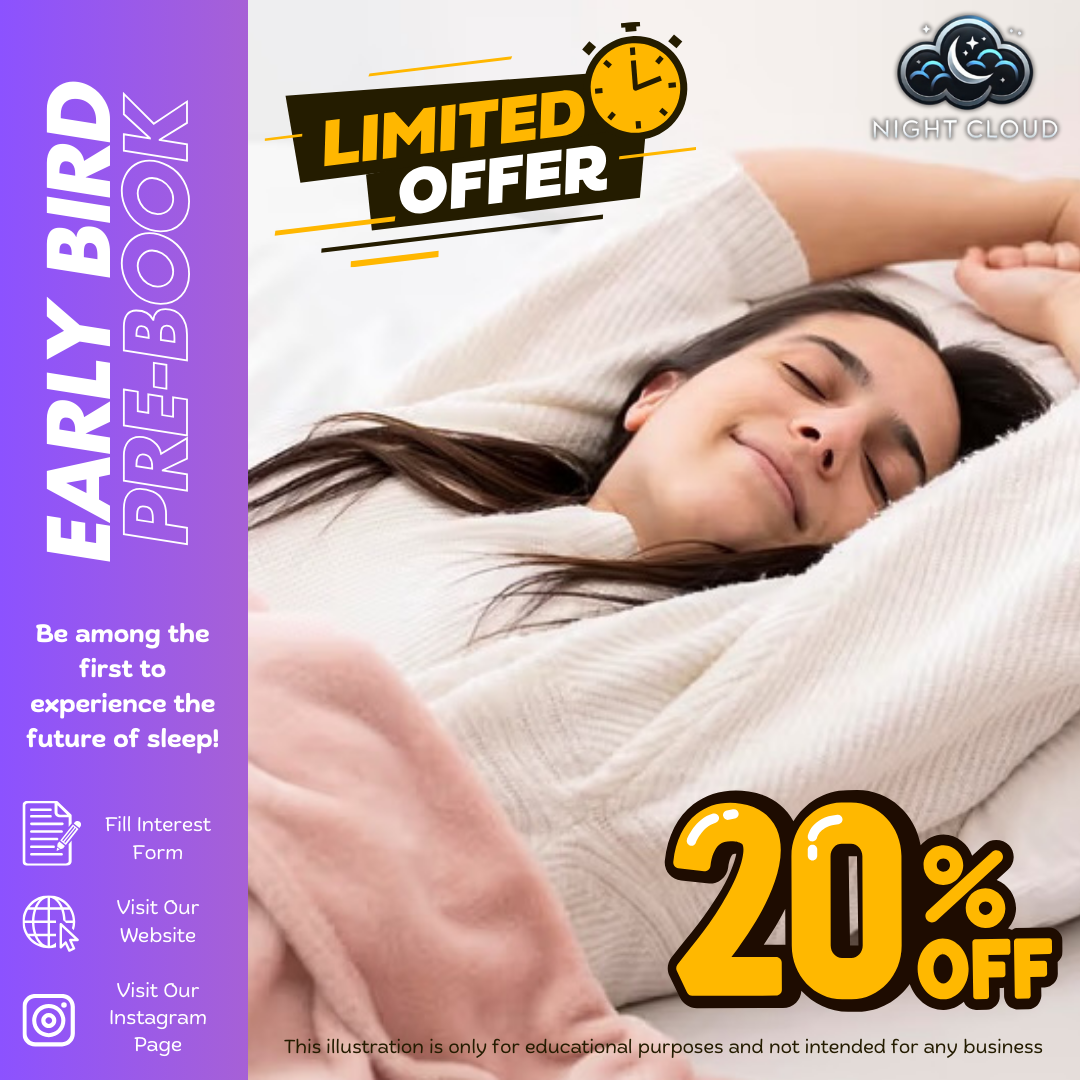 EARLY BIRD
PRE-BOOK
Be among the
first to
experience the
future of sleep!
Fill Interest
Form
Visit Our
Website
Visit Our
Instagram
Page
LIMITED
OFFER
NIGHT CLOUD
20%
OFF
This illustration is only for educational purposes and not intended for any business